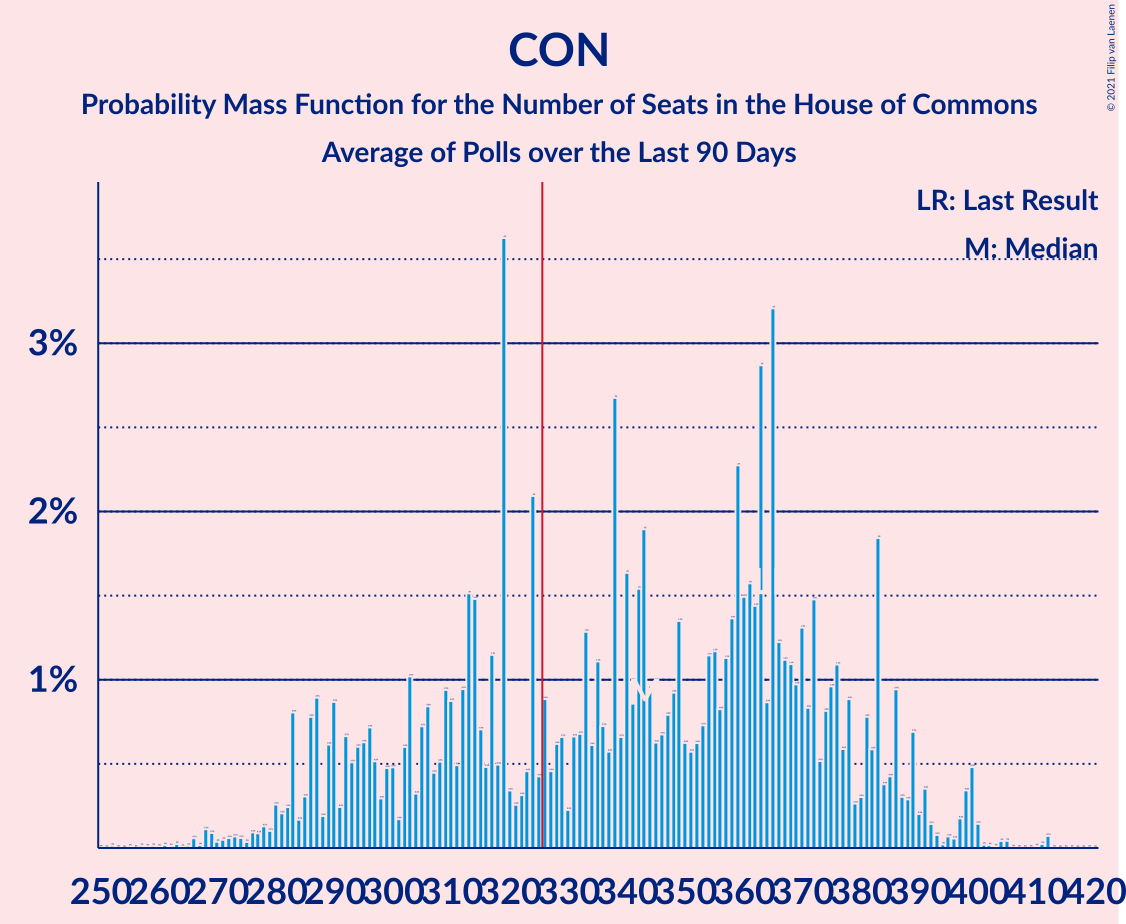 CON
Probability Mass Function for the Number of Seats in the House of Commons
Average of Polls over the Last 90 Days
© 2021 Filip van Laenen
LR: Last Result
M: Median
3%
2%
1%
250 260 270 280 290 300 310 320 330 340 350 360 370 380 390 400 410 420